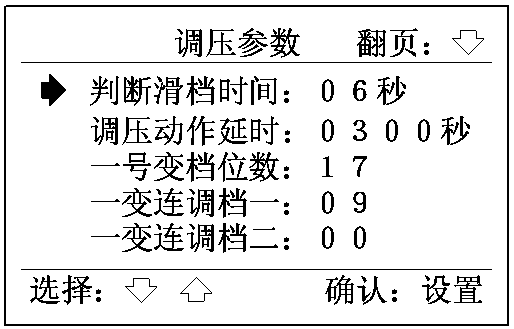 调压参数 翻页：
判断滑档时间：06秒
调压动作延时：0300秒
一号变档位数：17
一变连调档一：09
一变连调档二：00
选择： 确认：设置